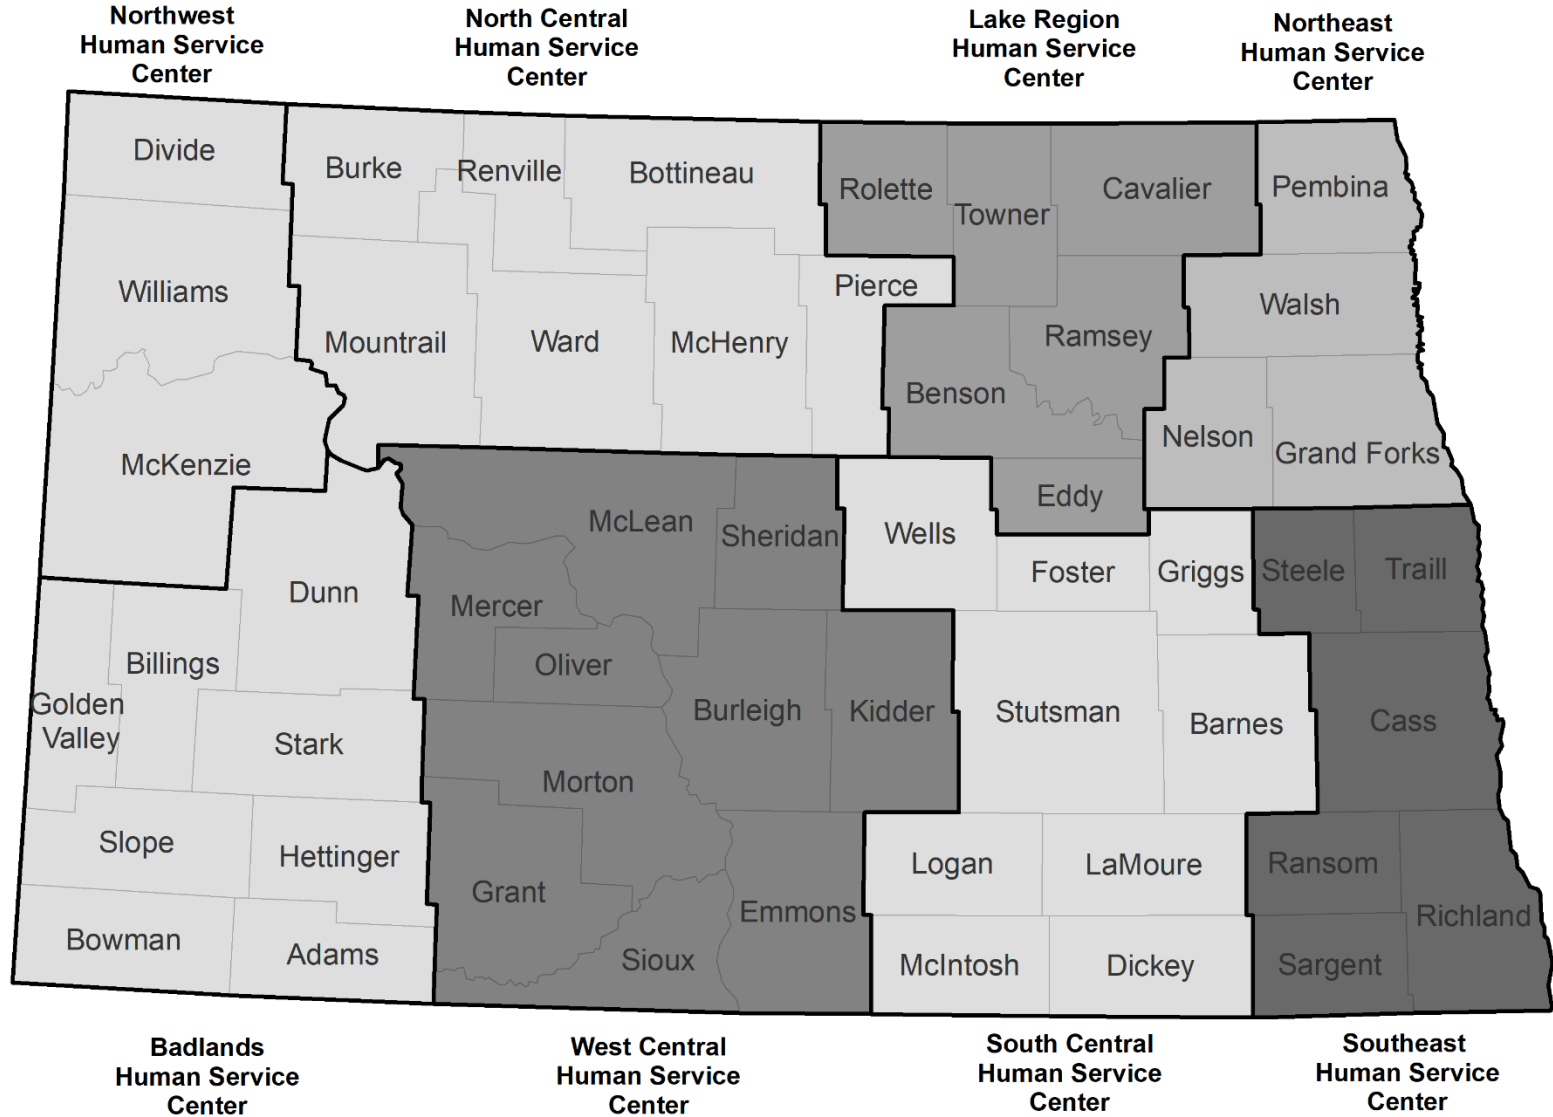 Northwest
Human Service
Center
North Central
Human Service
Center
Lake Region
Human Service
Center
Northeast
Human Service
Center
Divide
Burke
Renville
Bottineau
Rolette
Towner
Cavalier
Pembina
Williams
Mountrail
Ward
McHenry
Pierce
Benson
Ramsey
Walsh
McKenzie
Nelson
Grand Forks
McLean
Sheridan
Wells
Eddy
Dunn
Mercer
Foster
Griggs
Steele
Traill
Billings
Oliver
Golden
Valley
Stark
Burleigh
Kidder
Stutsman
Barnes
Cass
Morton
Slope
Hettinger
Grant
Emmons
Logan
LaMoure
Ransom
Richland
Bowman
Adams
Sioux
McIntosh
Dickey
Sargent
Badlands
Human Service
Center
West Central
Human Service
Center
South Central
Human Service
Center
Southeast
Human Service
Center